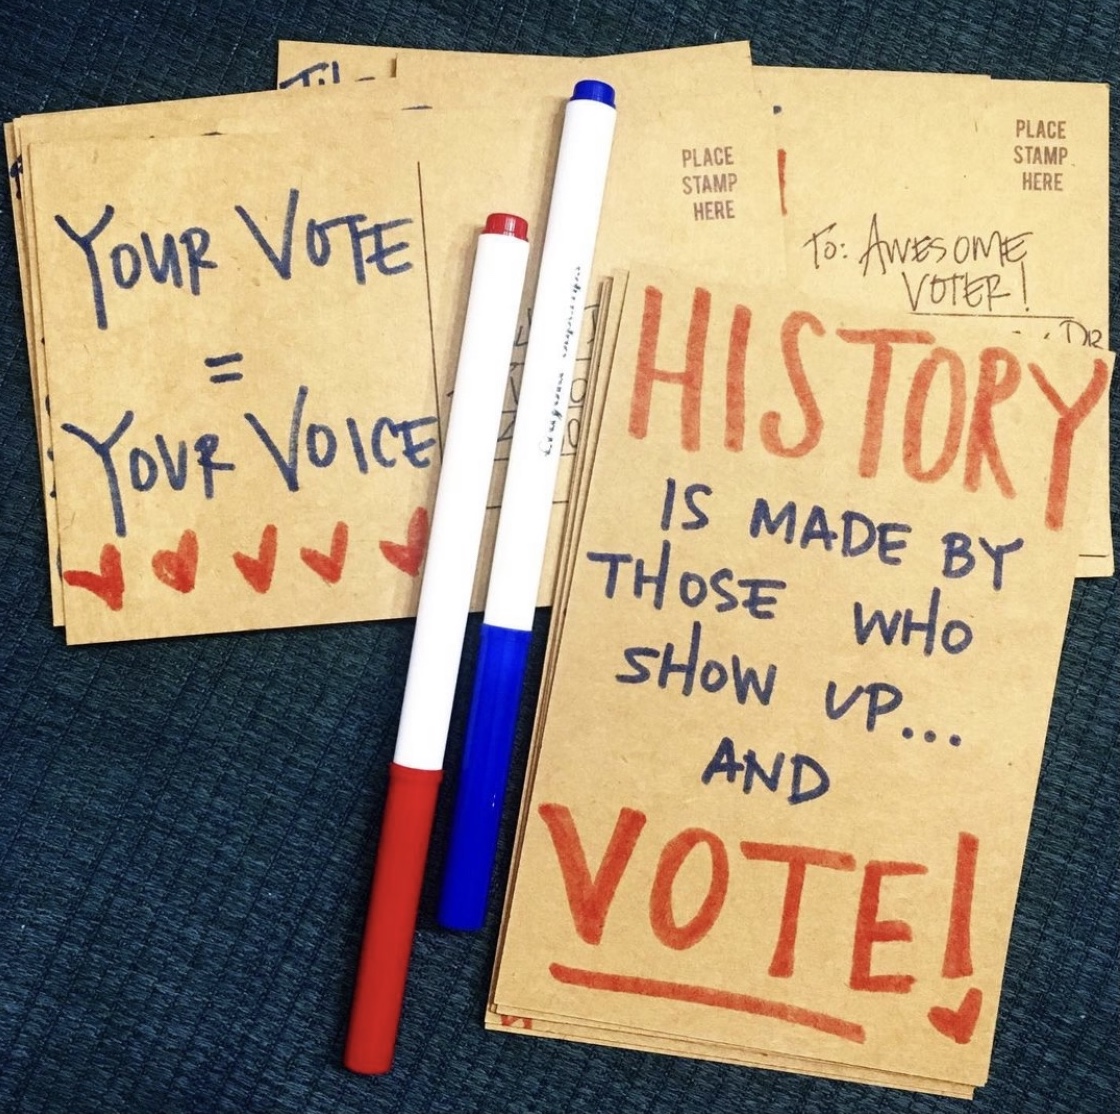 YOUR VOTE
=
YOUR VOICE
PLACE
STAMP
HERE
PLACE
STAMP
HERE
TO: AWESOME
VOTER!
DR
HISTORY
IS MADE BY
THOSE WHO
SHOW UP...
AND
VOTE!